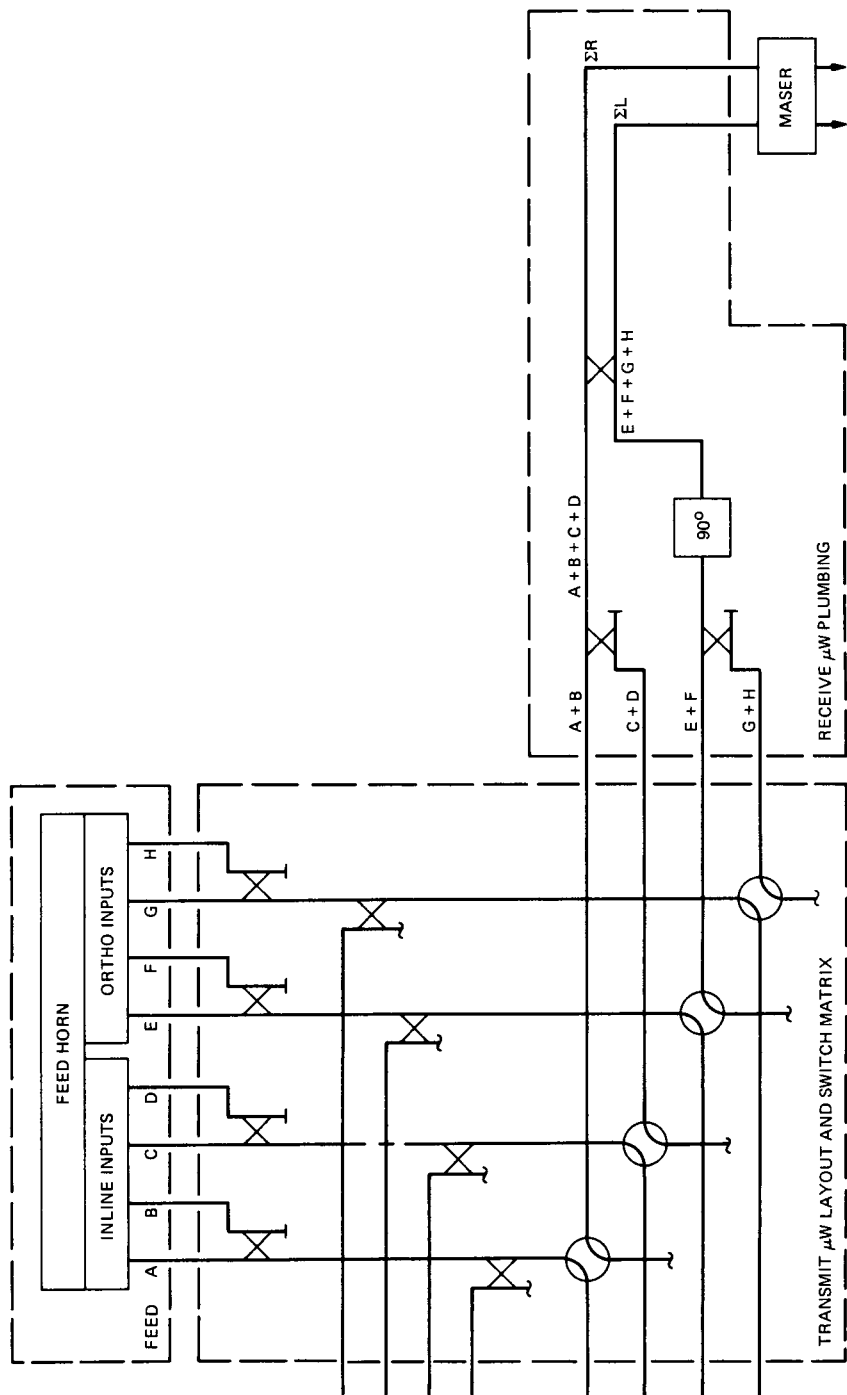 FEED HORN
INLINE INPUTS
ORTHO INPUTS
FEED
A
B
C
D
E
F
G
H
TRANSMIT μW LAYOUT AND SWITCH MATRIX
A + B
C + D
E + F
G + H
A + B + C + D
90°
E + F + G + H
RECEIVE μW PLUMBING
ΣR
ΣL
MASER